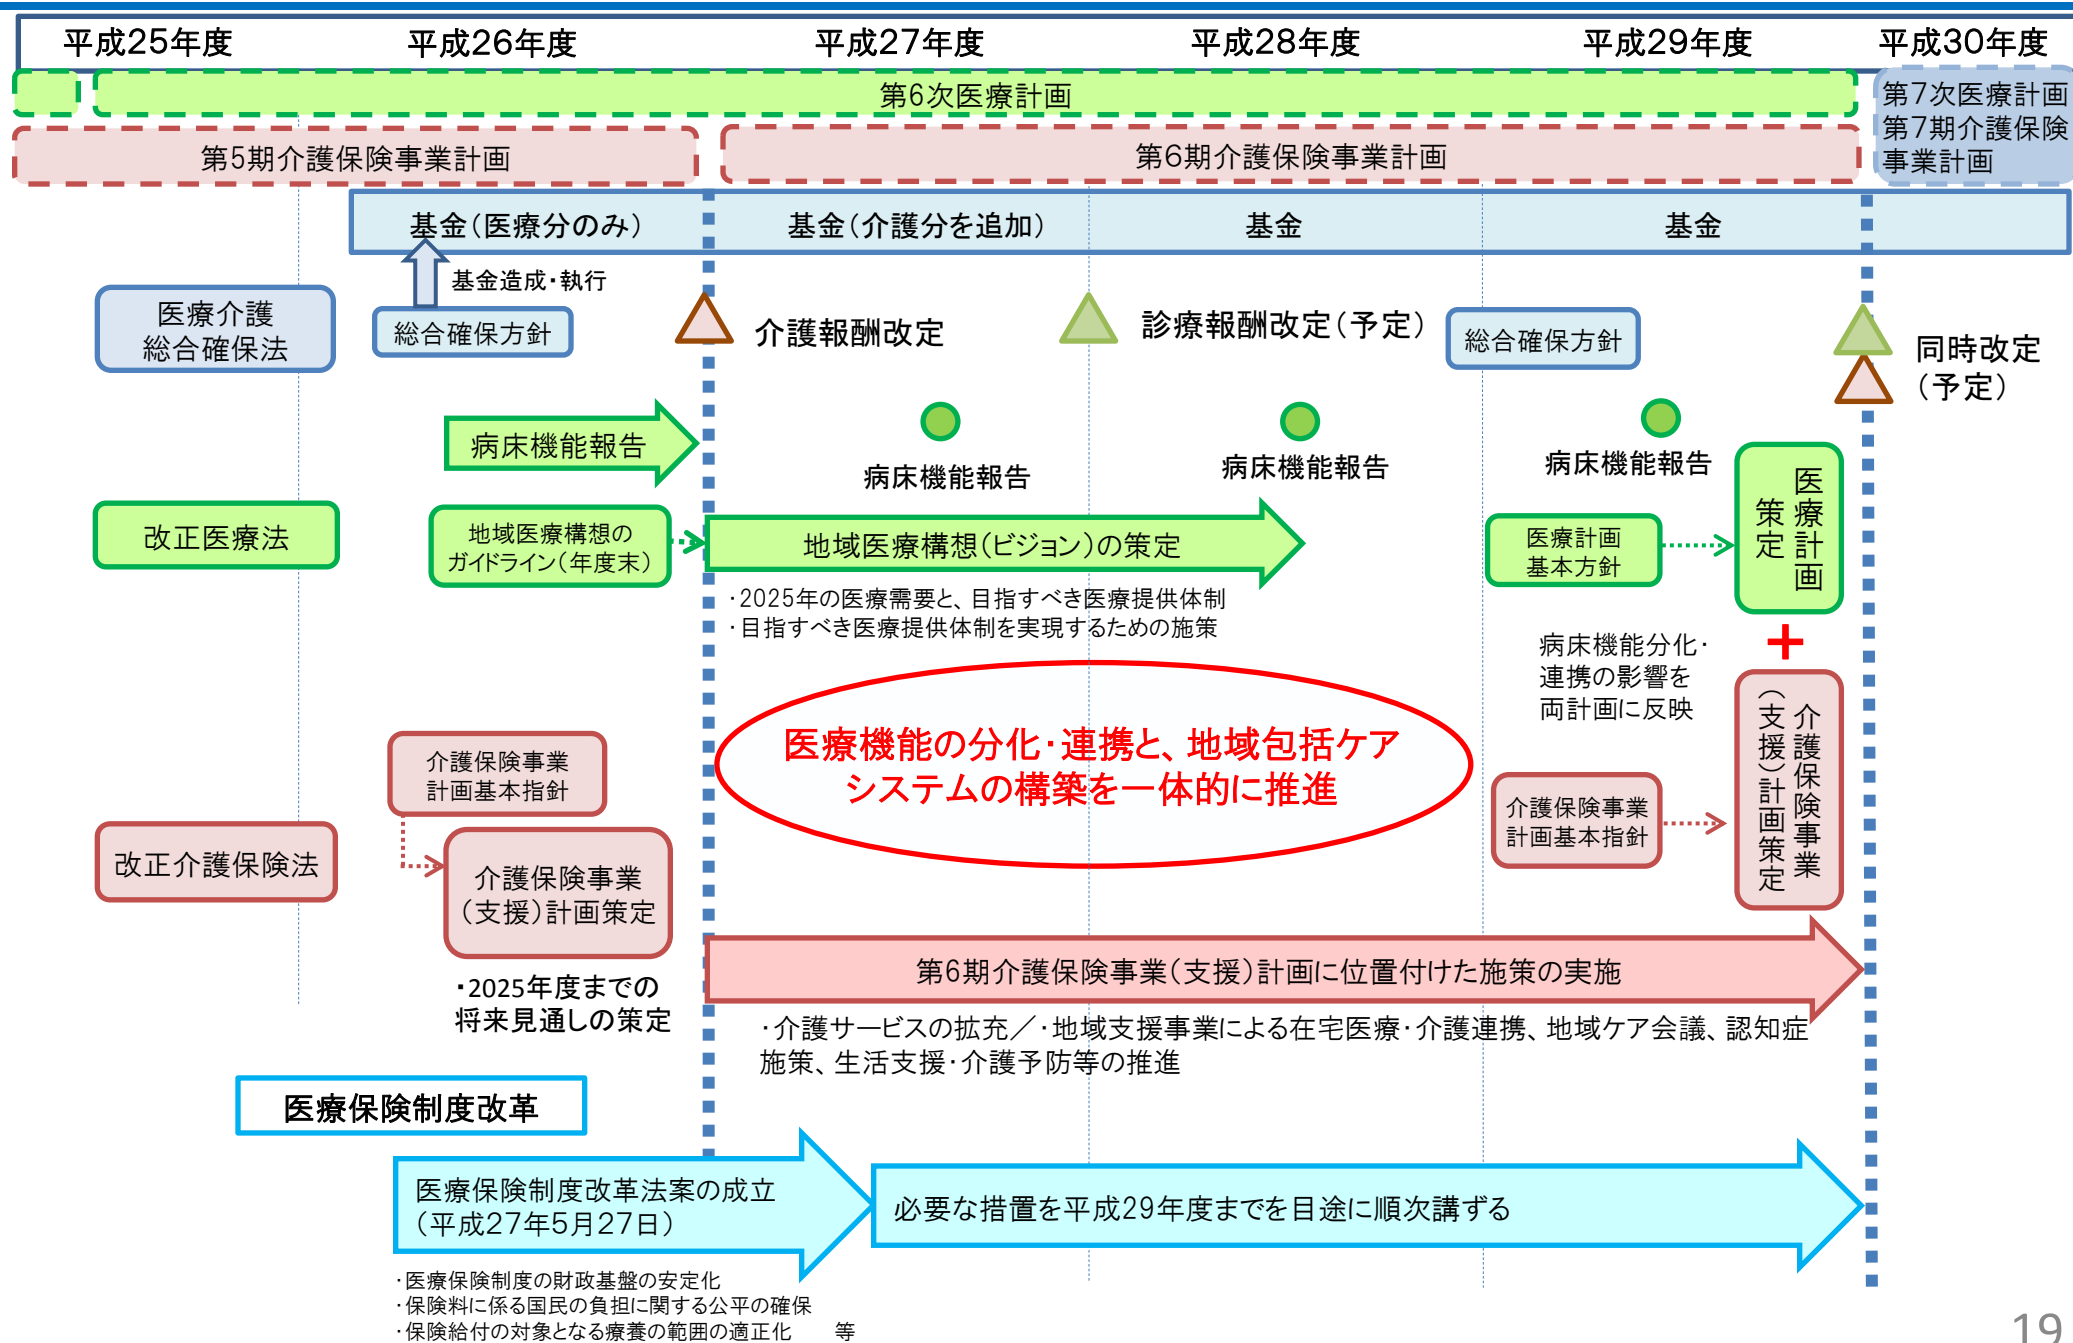 平成25年度
平成26年度
平成27年度
平成28年度
平成29年度
平成30年度
第6次医療計画
第7次医療計画
第7期介護保険
事業計画
第5期介護保険事業計画
第6期介護保険事業計画
基金(医療分のみ)
基金(介護分を追加)
基金
基金
基金造成・執行
医療介護
総合確保法
総合確保方針
介護報酬改定
診療報酬改定(予定)
総合確保方針
同時改定
(予定)
病床機能報告
病床機能報告
病床機能報告
病床機能報告
改正医療法
地域医療構想の
ガイドライン(年度末)
地域医療構想(ビジョン)の策定
・2025年の医療需要と、目指すべき医療提供体制
・目指すべき医療提供体制を実現するための施策
医療計画
基本方針
医療計画
策定
+
病床機能分化・
連携の影響を
両計画に反映
医療機能の分化・連携と、地域包括ケア
システムの構築を一体的に推進
介護保険事業
計画基本指針
改正介護保険法
介護保険事業
(支援)計画策定
・2025年度までの
将来見通しの策定
介護保険事業
計画基本指針
介護保険事業
(支援)計画策定
第6期介護保険事業(支援)計画に位置付けた施策の実施
・介護サービスの拡充/・地域支援事業による在宅医療・介護連携、地域ケア会議、認知症
施策、生活支援・介護予防等の推進
医療保険制度改革
医療保険制度改革法案の成立
(平成27年5月27日)
必要な措置を平成29年度までを目途に順次講ずる
・医療保険制度の財政基盤の安定化
・保険料に係る国民の負担に関する公平の確保
・保険給付の対象となる療養の範囲の適正化 等
19